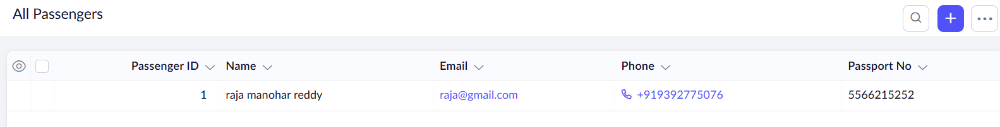 All Passengers
Passenger ID Name Email Phone Passport No
1 raja manohar reddy raja@gmail.com +919392775076 5566215252